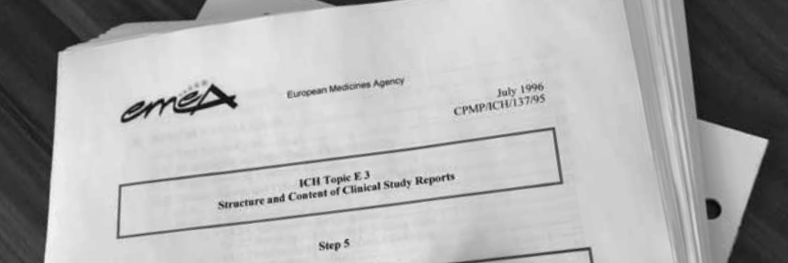 emeA
European Medicines Agency
July 1996
CPMP/ICH/137/95
ICH Topic E 3
Structure and Content of Clinical Study Reports
Step 5